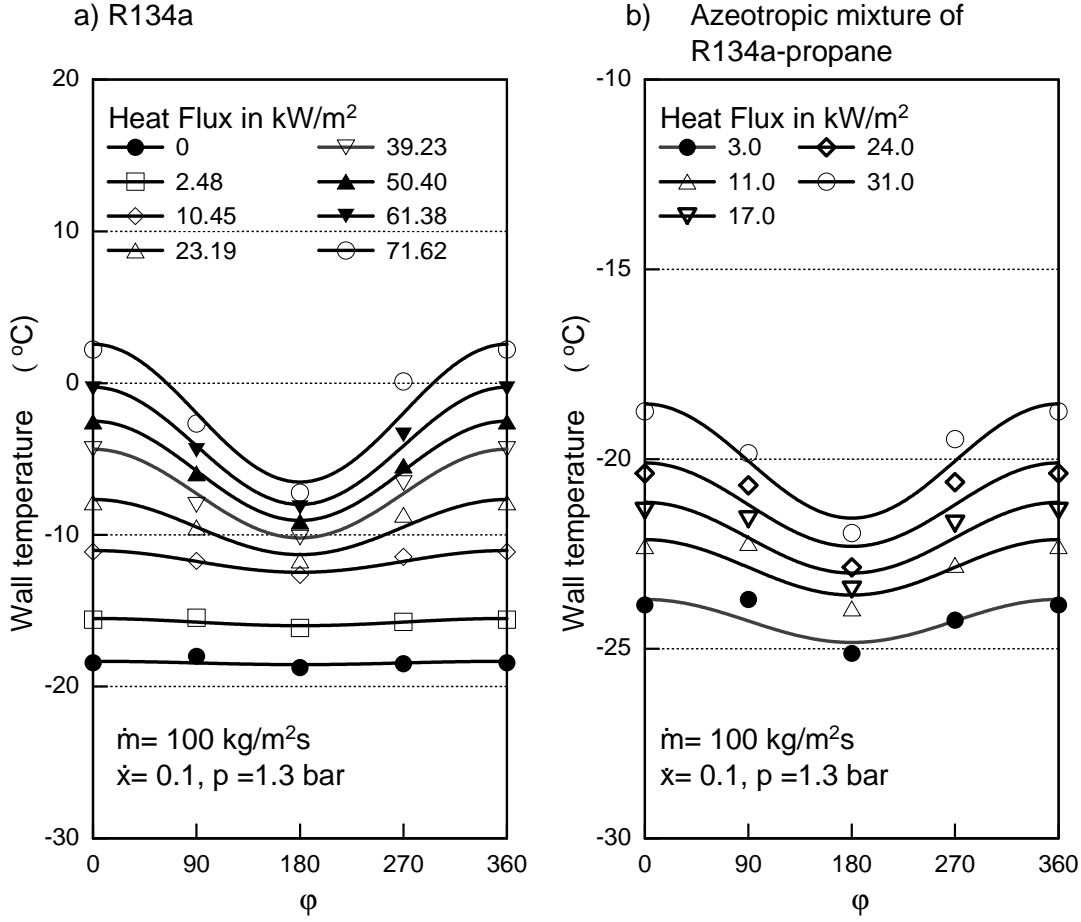 a) R134a
20
10
0
-10
-20
-30
Wall temperature ( ºC)
Heat Flux in kW/m²
0
2.48
10.45
23.19
39.23
50.40
61.38
71.62
ṁ= 100 kg/m²s
ẋ= 0.1, p =1.3 bar
0 90 180 270 360
φ
b) Azeotropic mixture of
R134a-propane
-10
-15
-20
-25
-30
Wall temperature ( ºC)
Heat Flux in kW/m²
3.0
11.0
17.0
24.0
31.0
ṁ= 100 kg/m²s
ẋ= 0.1, p =1.3 bar
0 90 180 270 360
φ